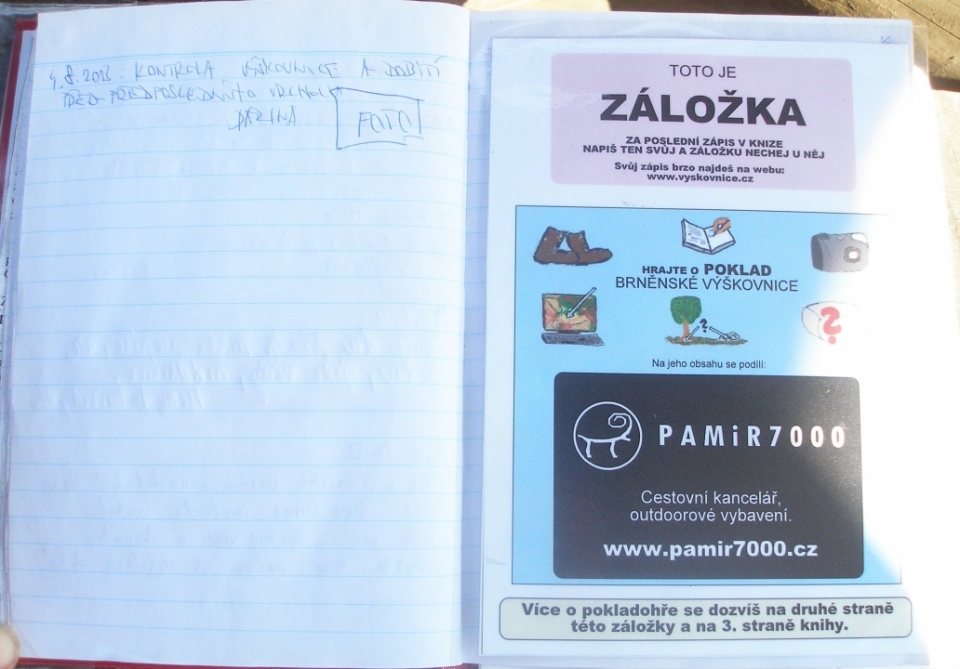 4.8.2013: KONTROLA VÝŠKOVNICE A DOBITÍ
PŘED PŘEDPOSLEDNÍHO
FOTO
TOTO JE
ZÁLOŽKA
ZA POSLEDNÍ ZÁPIS V KNIZE
NAPIŠ TEN SVŮJ A ZÁLOŽKU NECHEJ U NĚJ
Svůj zápis brzo najdeš na webu:
www.vyskovnice.cz
HRAJTE O POKLAD
BRNĚNSKÉ VÝŠKOVNICE
?
?
Na jeho obsahu se podíli:
PAMiR7000
Cestovní kancelář,
outdoorové vybavení.
www.pamir7000.cz
Více o pokladohře se dozvíš na druhé straně
této záložky a na 3. straně knihy.